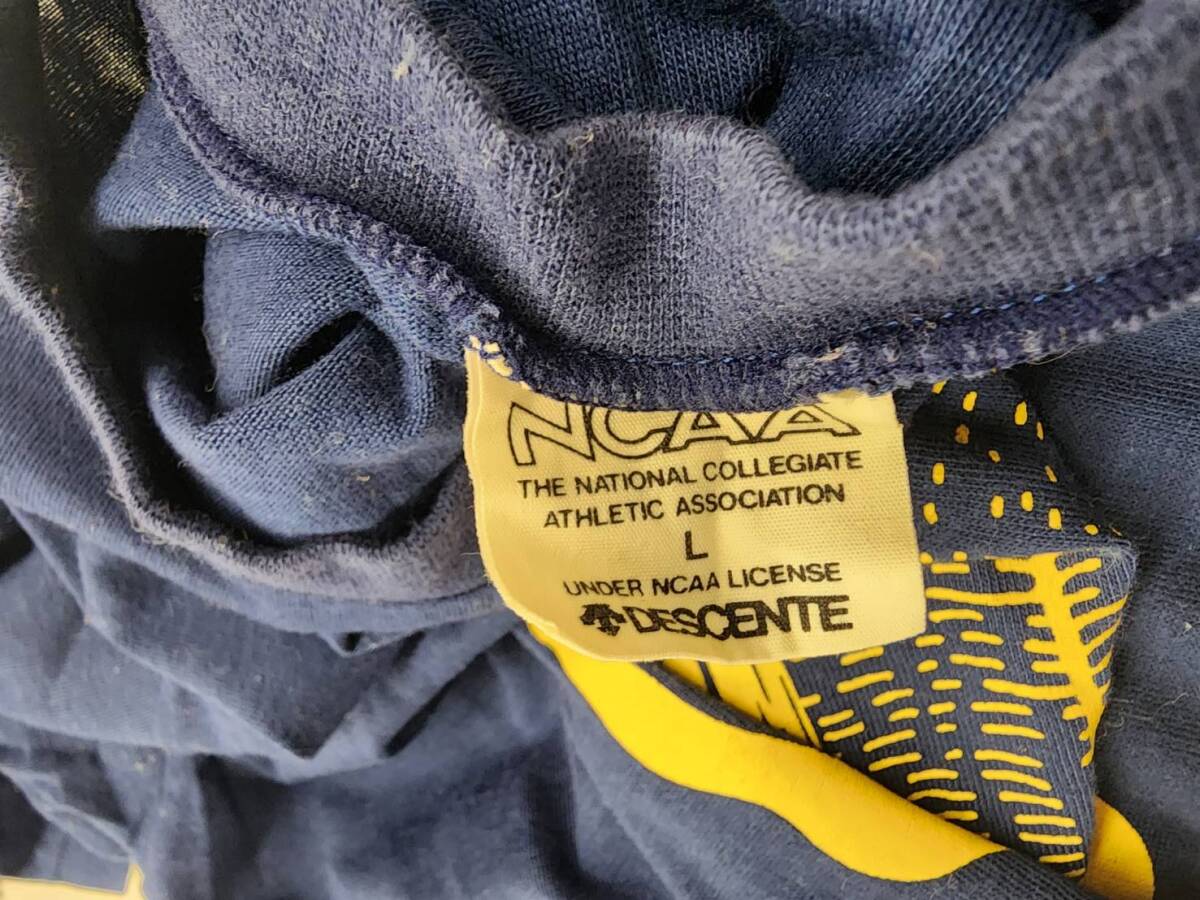 NCAA
THE NATIONAL COLLEGIATE
ATHLETIC ASSOCIATION
L
UNDER NCAA LICENSE
DESCENTE